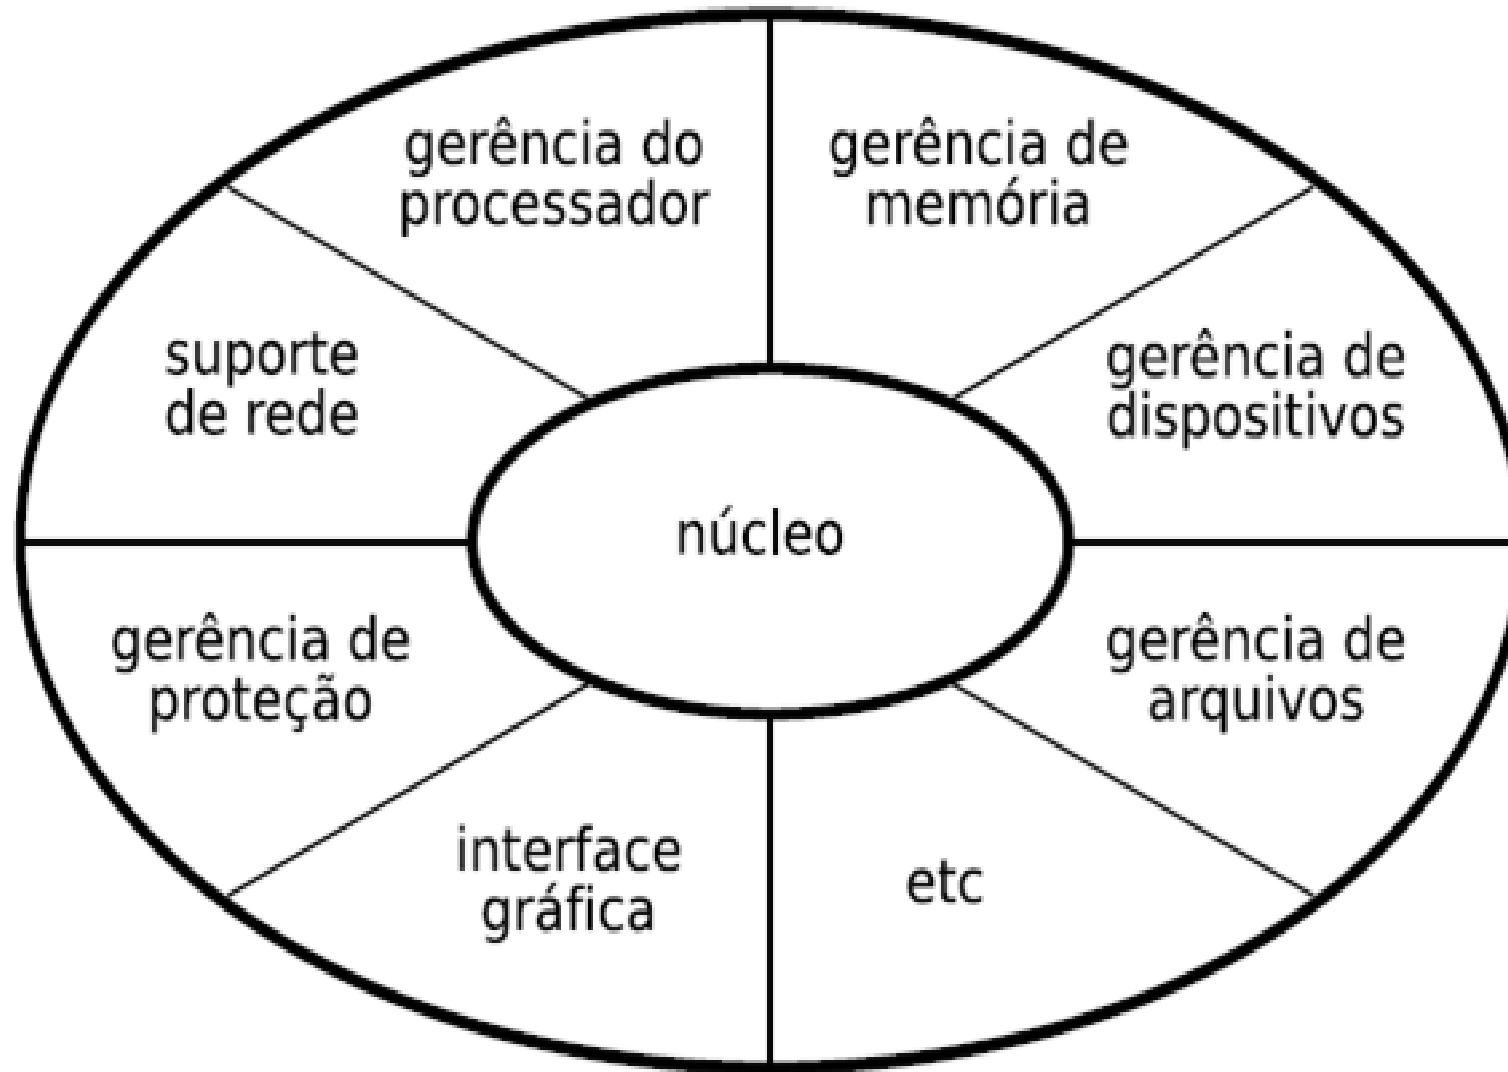 gerência do
processador
gerência de
memória
suporte
de rede
gerência de
dispositivos
núcleo
gerência de
proteção
gerência de
arquivos
interface
gráfica
etc